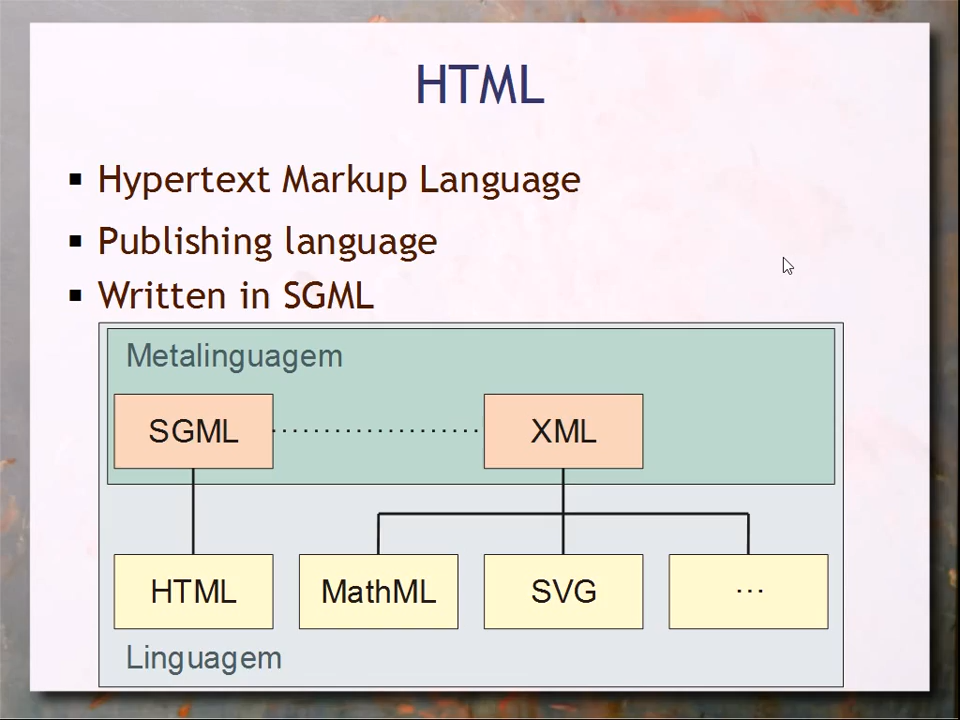 HTML
Hypertext Markup Language
Publishing language
Written in SGML
Metalinguagem
SGML
XML
HTML
MathML
SVG
...
Linguagem